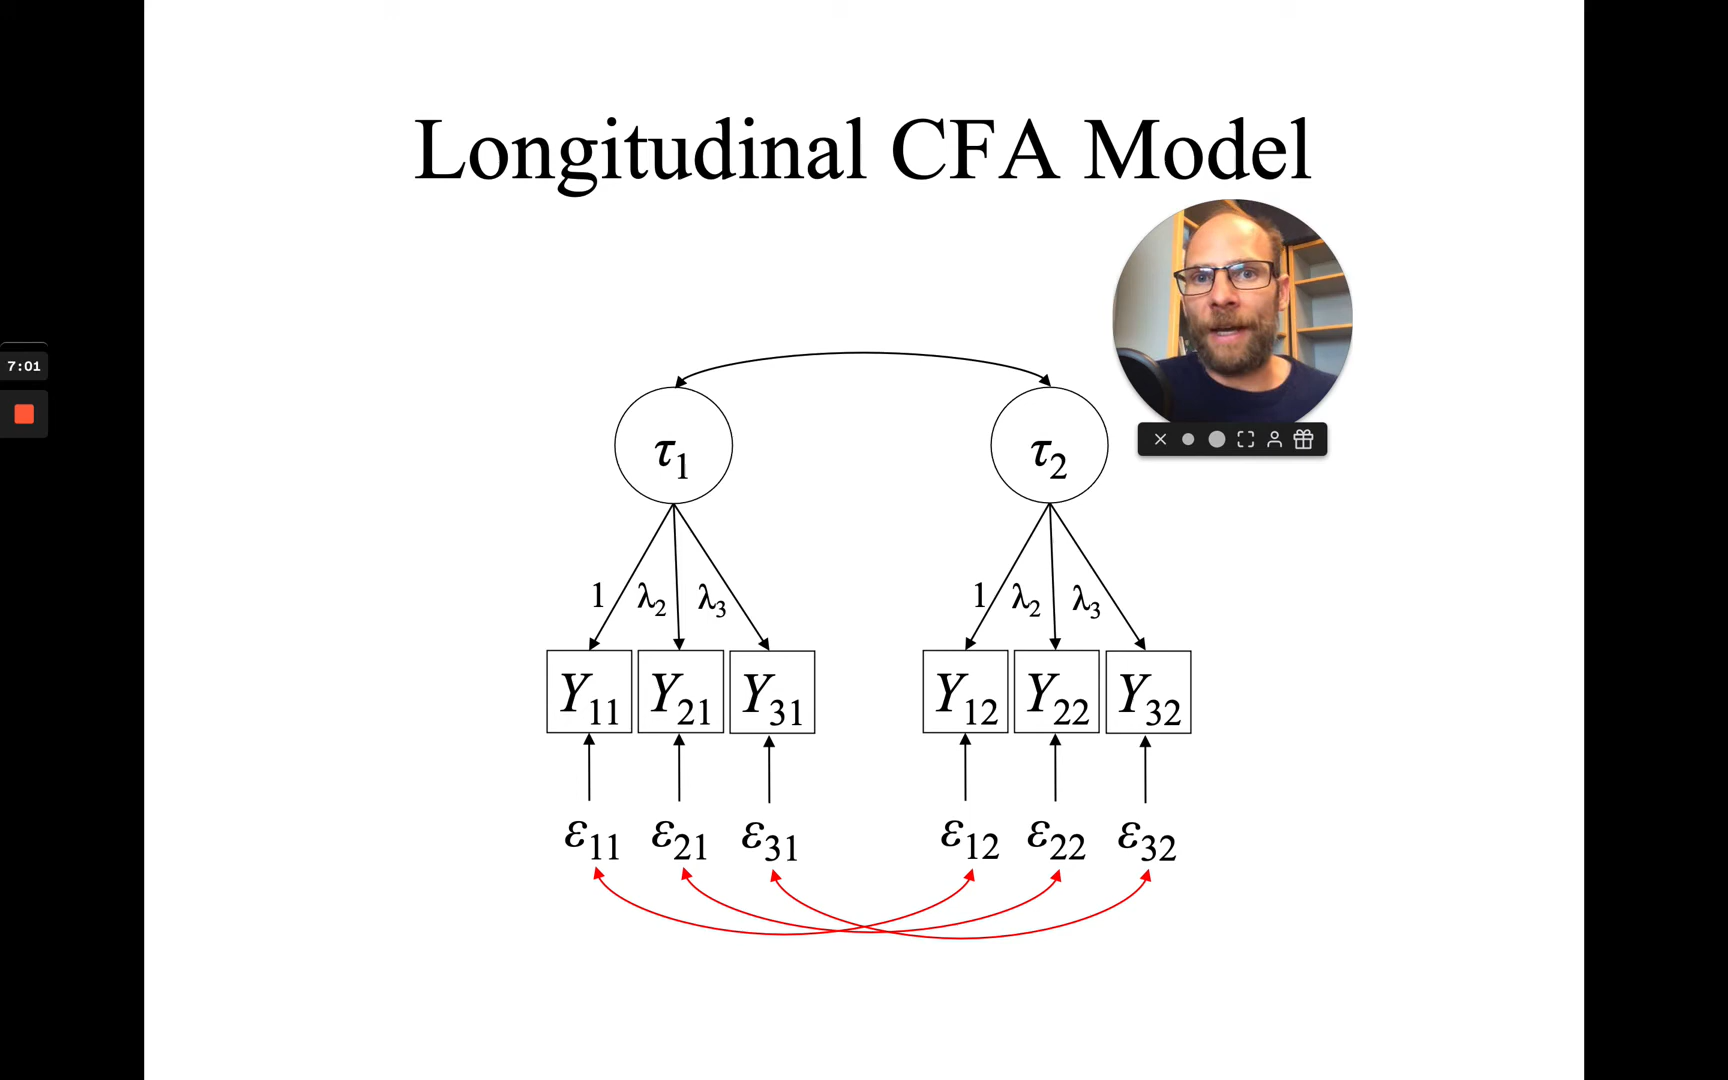 Longitudinal CFA Model
7:01
τ1 τ2
1 λ2 λ3 1 λ2 λ3
Y11 Y21 Y31 Y12 Y22 Y32
ε11 ε21 ε31 ε12 ε22 ε32